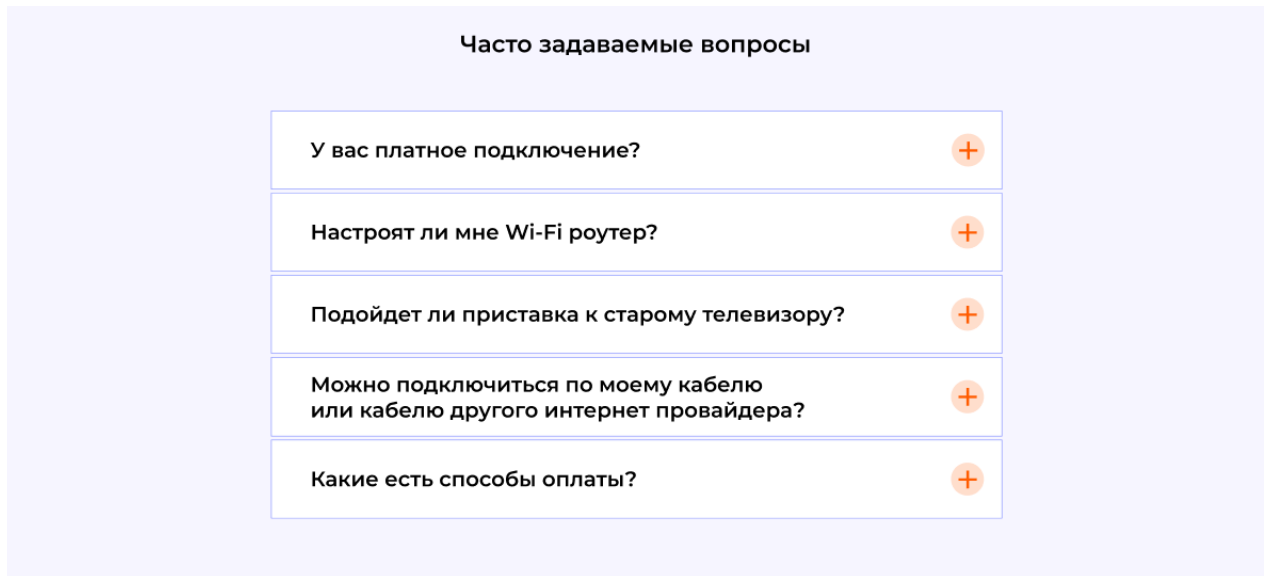 Часто задаваемые вопросы
У вас платное подключение?
Настроят ли мне Wi-Fi роутер?
Подойдет ли приставка к старому телевизору?
Можно подключиться по моему кабелю
или кабелю другого интернет провайдера?
Какие есть способы оплаты?